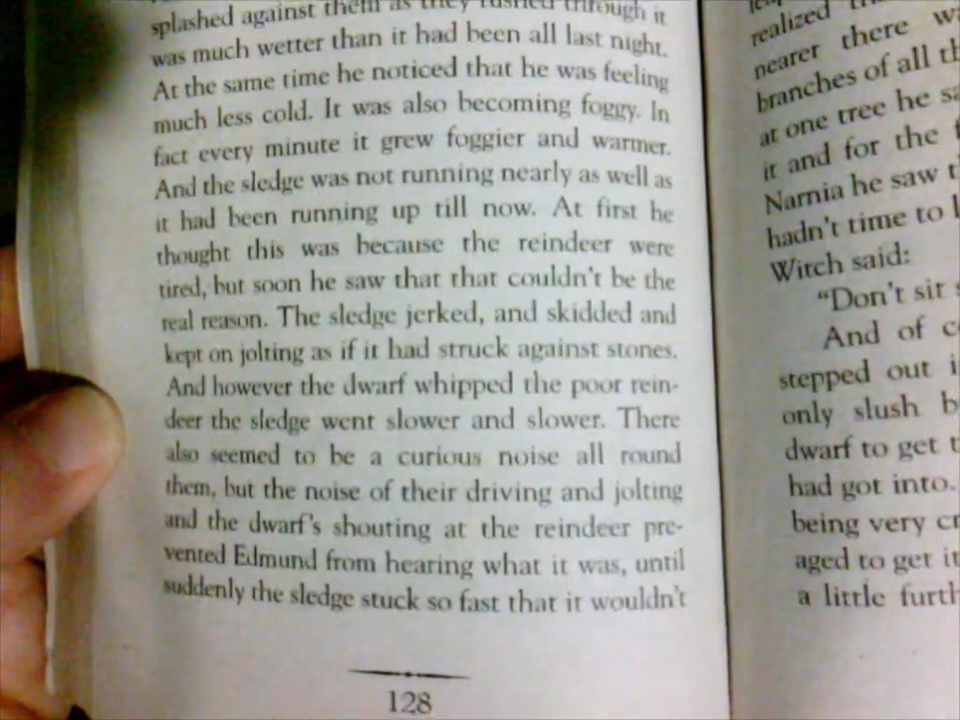 splashed against them as they rushed through it
was much wetter than it had been all last night.
At the same time he noticed that he was feeling
much less cold. It was also becoming foggy. In
fact every minute it grew foggier and warmer.
And the sledge was not running nearly as well as
it had been running up till now. At first he
thought this was because the reindeer were
tired, but soon he saw that that couldn't be the
real reason. The sledge jerked, and skidded and
kept on jolting as if it had struck against stones.
And however the dwarf whipped the poor rein-
deer the sledge went slower and slower. There
also seemed to be a curious noise all round
them, but the noise of their driving and jolting
and the dwarf's shouting at the reindeer pre-
vented Edmund from hearing what it was, until
suddenly the sledge stuck so fast that it wouldn't
128
realized
nearer there
branches of all
at one tree he
it and for the
Narnia he saw
hadn't time to
Witch said:
"Don't sit
And of
stepped out
only slush
dwarf to get
had got into.
being very
aged to get it
a little